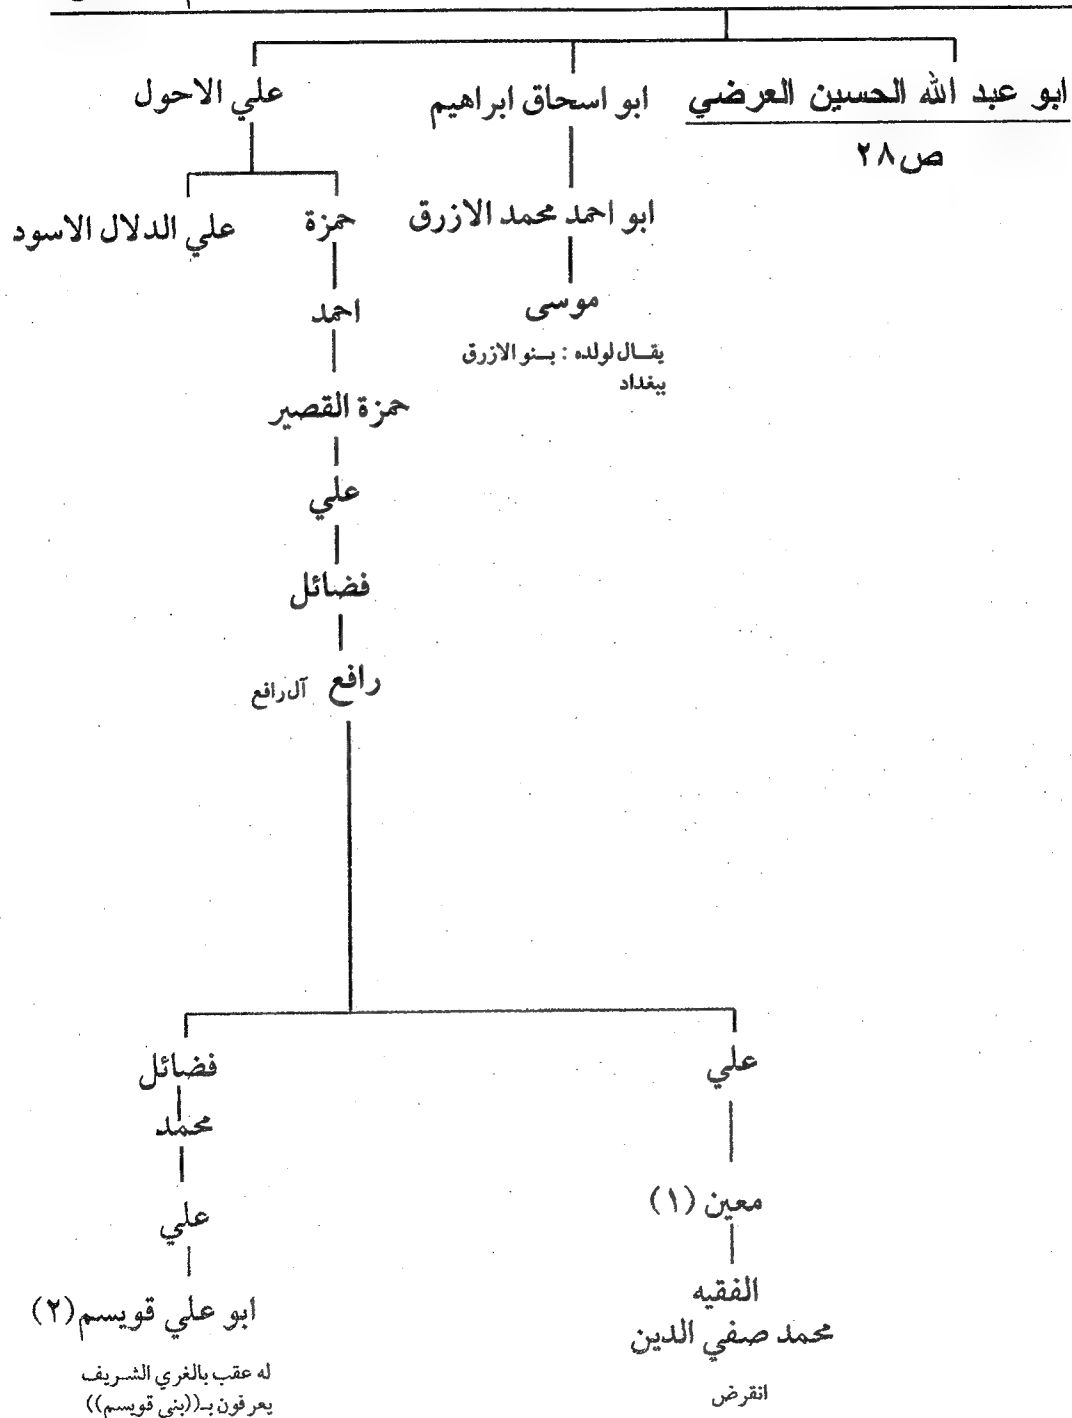 ابو عبد الله الحسين العرضي
ص٢٨
ابو اسحاق ابراهيم
علي الاحول
ابو احمد محمد الازرق
حمزة
علي الدلال الاسود
موسى
يقال لولده : بنو الازرق
ببغداد
احمد
حمزة القصير
علي
فضائل
رافع آل رافع
علي
فضائل
محمد
معين (١)
علي
الفقيه
محمد صفي الدين
انقرض
ابو علي قويسم (٢)
له عقب بالغري الشريف
يعرفون بـ((بني قويسم))